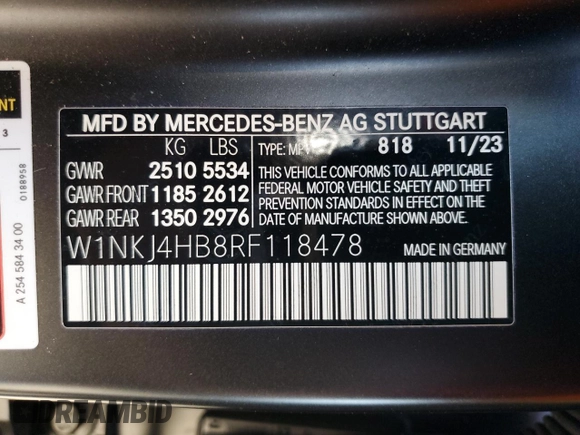 MFD BY MERCEDES-BENZ AG STUTTGART
KG LBS TYPE: 818 11/23
GVWR 2510 5534
GAWR FRONT 1185 2612
GAWR REAR 1350 2976
THIS VEHICLE CONFORMS TO ALL APPLICABLE
FEDERAL MOTOR VEHICLE SAFETY AND THEFT
PREVENTION STANDARDS IN EFFECT ON THE
DATE OF MANUFACTURE SHOWN ABOVE.
W1NKJ4HB8RF118478
MADE IN GERMANY
3
0188958
A 254 584 34 00
DREAMBID